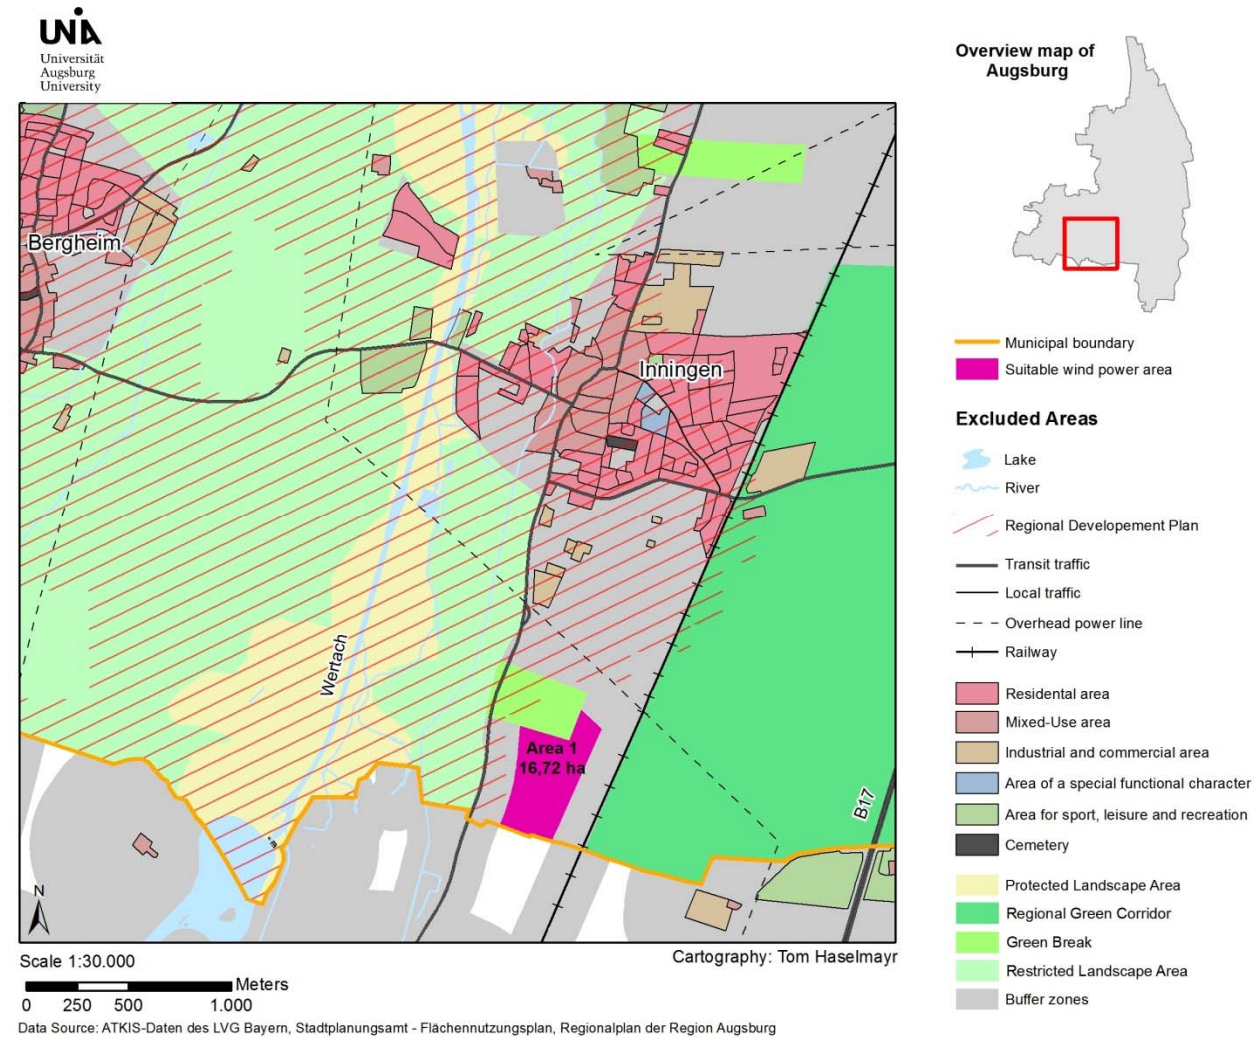 UNIA
Universität
Augsburg
University
Overview map of
Augsburg
Bergheim
Inningen
Wertach
Area 1
16,72 ha
B17
N
Municipal boundary
Suitable wind power area
Excluded Areas
Lake
River
Regional Developement Plan
Transit traffic
Local traffic
Overhead power line
Railway
Residental area
Mixed-Use area
Industrial and commercial area
Area of a special functional character
Area for sport, leisure and recreation
Cemetery
Protected Landscape Area
Regional Green Corridor
Green Break
Restricted Landscape Area
Buffer zones
Scale 1:30.000
Cartography: Tom Haselmayr
Meters
0 250 500 1.000
Data Source: ATKIS-Daten des LVG Bayern, Stadtplanungsamt - Flächennutzungsplan, Regionalplan der Region Augsburg